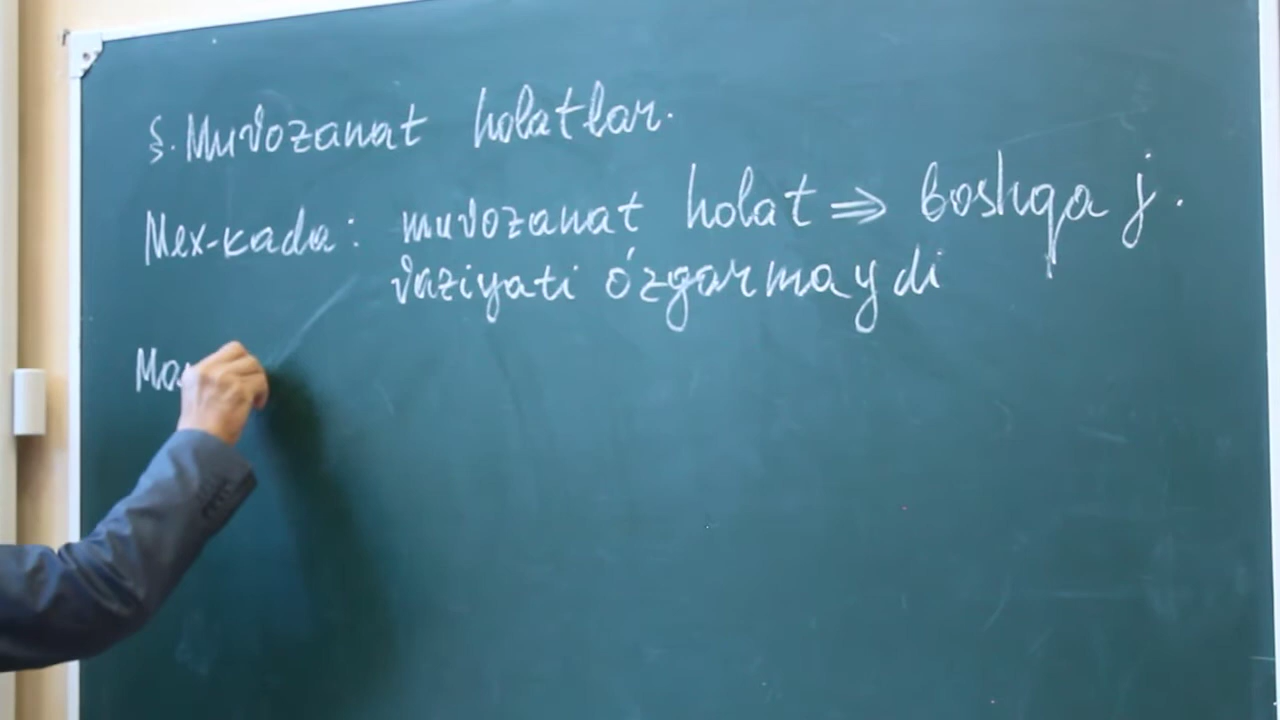 §. Muvozanat holatlar.
Mex-kada: muvozanat holat ⇒ boshqa j.
vaziyati o'zgarmaydi
Ma